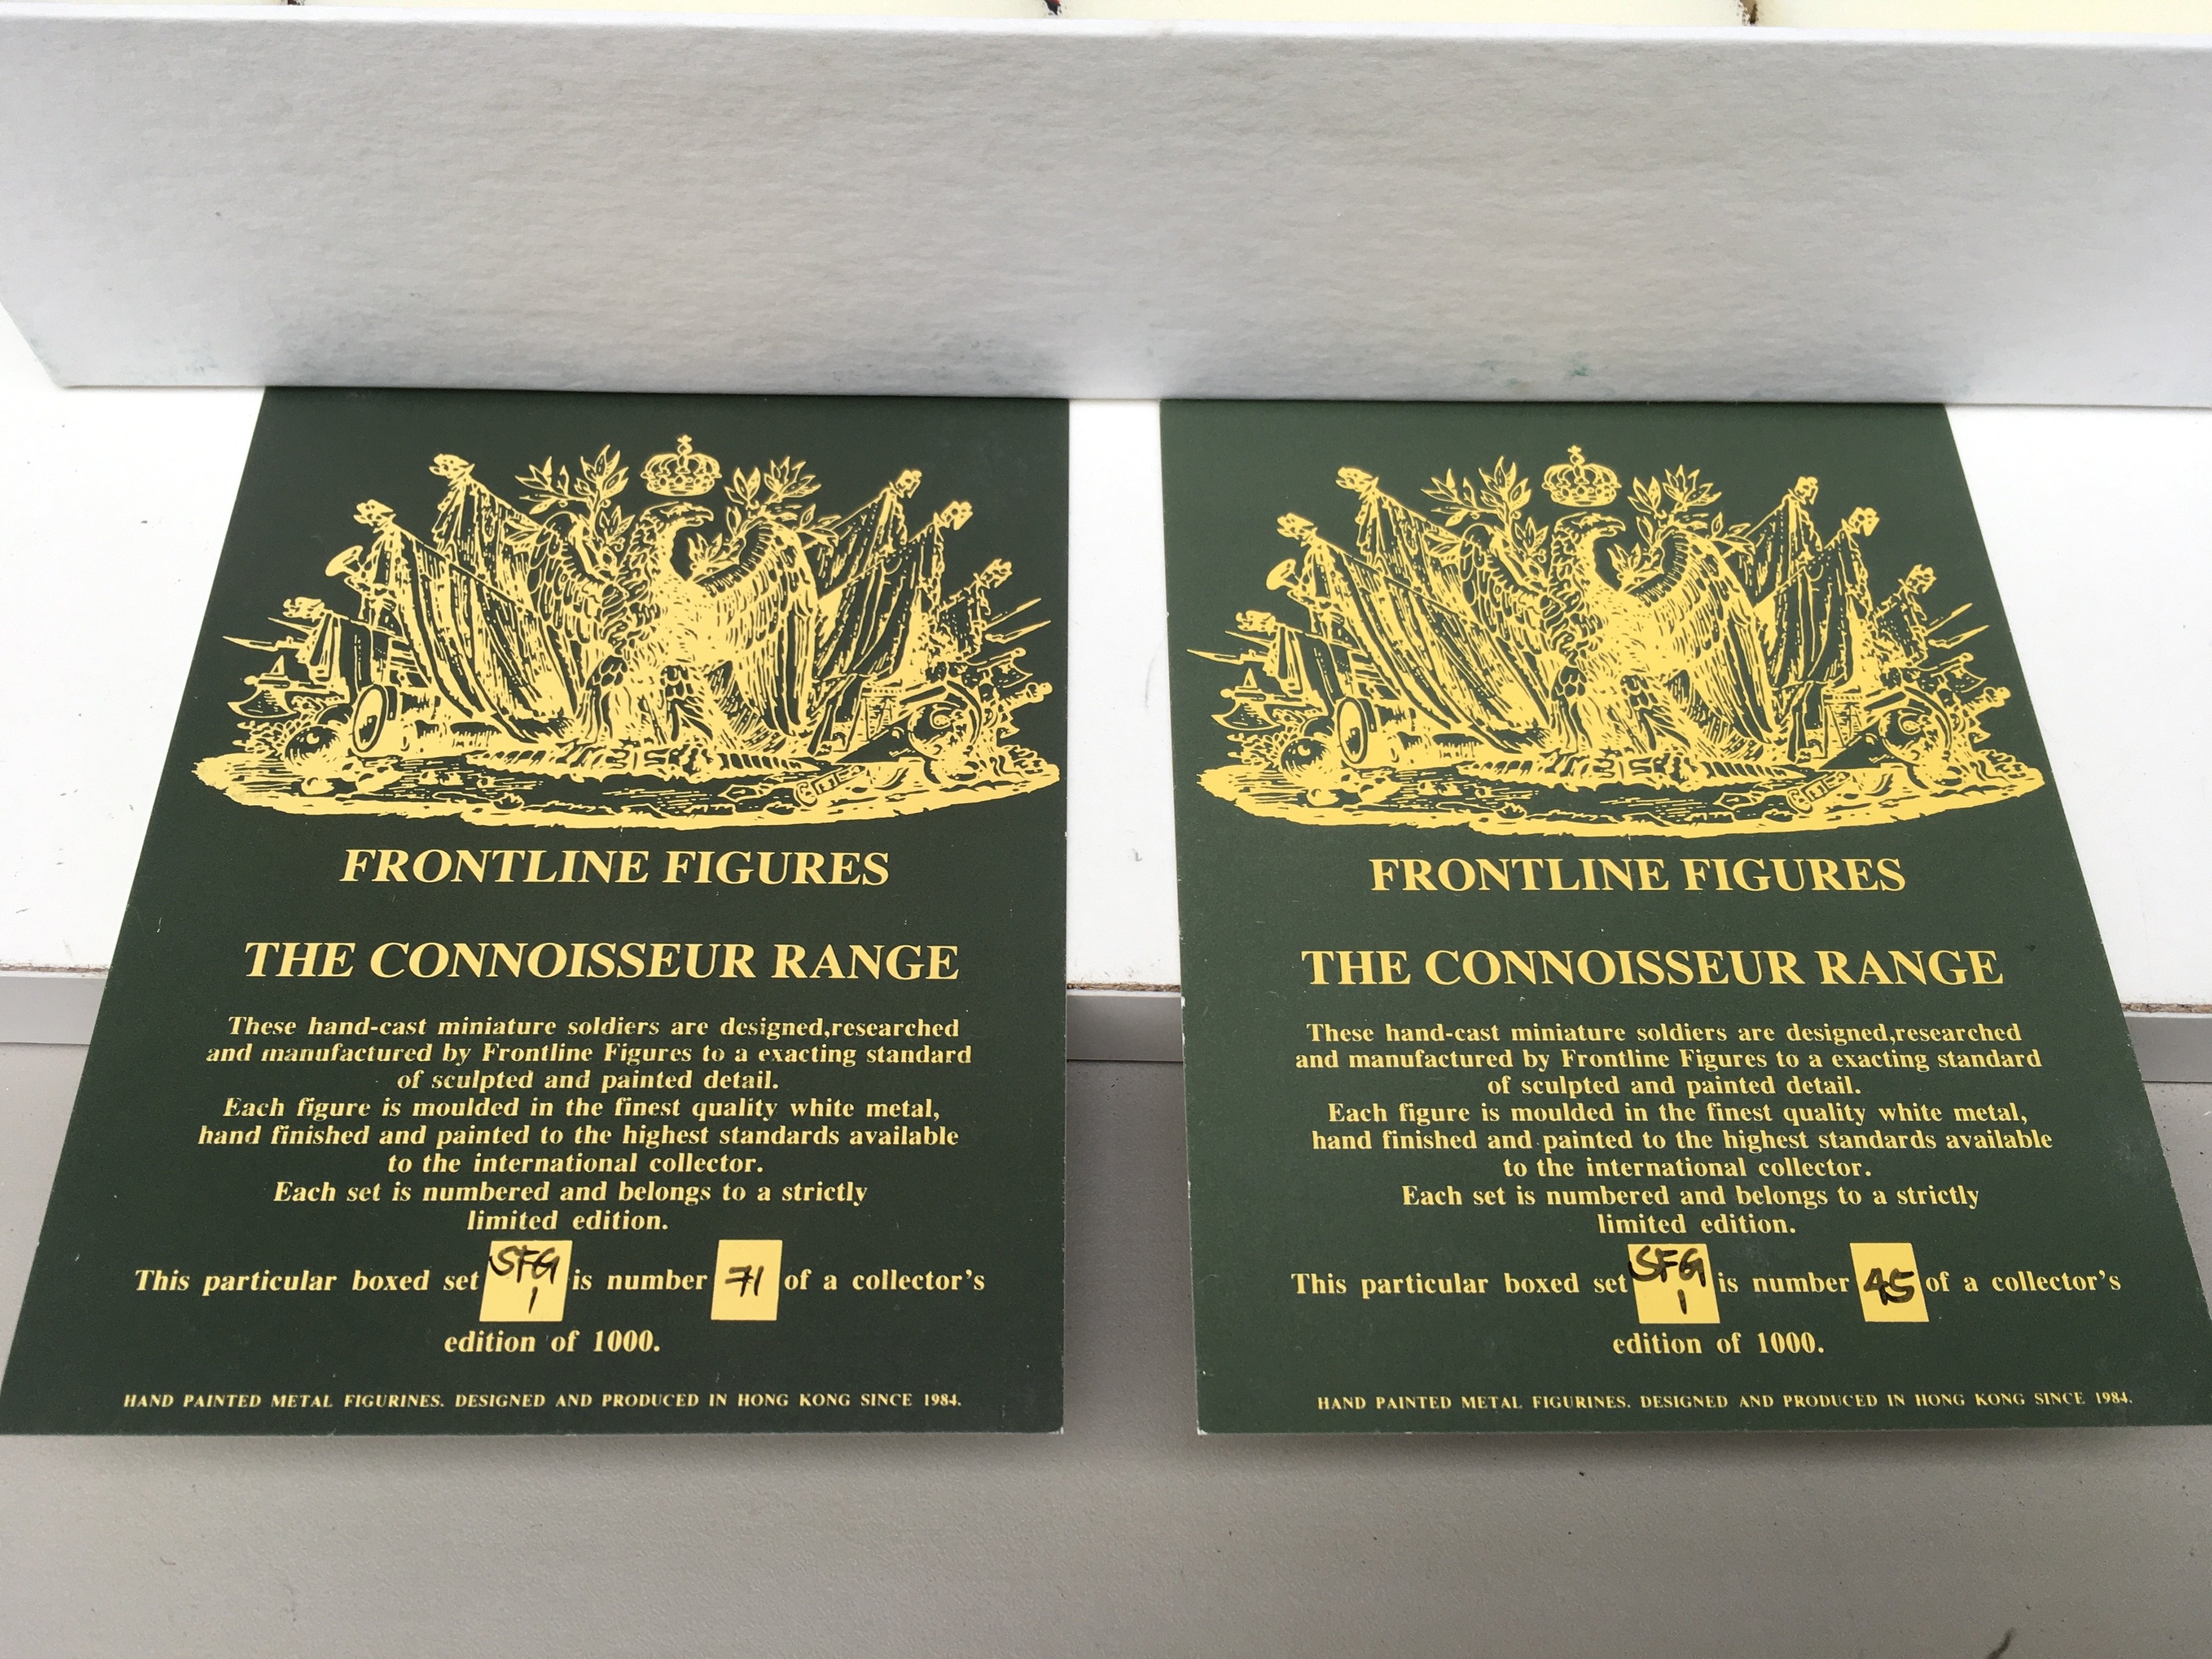 FRONTLINE FIGURES
THE CONNOISSEUR RANGE
These hand-cast miniature soldiers are designed,researched
and manufactured by Frontline Figures to a exacting standard
of sculpted and painted detail.
Each figure is moulded in the finest quality white metal,
hand finished and painted to the highest standards available
to the international collector.
Each set is numbered and belongs to a strictly
limited edition.
This particular boxed set SFG 1 is number 71 of a collector's
edition of 1000.
HAND PAINTED METAL FIGURINES. DESIGNED AND PRODUCED IN HONG KONG SINCE 1984.
FRONTLINE FIGURES
THE CONNOISSEUR RANGE
These hand-cast miniature soldiers are designed,researched
and manufactured by Frontline Figures to a exacting standard
of sculpted and painted detail.
Each figure is moulded in the finest quality white metal,
hand finished and painted to the highest standards available
to the international collector.
Each set is numbered and belongs to a strictly
limited edition.
This particular boxed set SFG 1 is number 45 of a collector's
edition of 1000.
HAND PAINTED METAL FIGURINES. DESIGNED AND PRODUCED IN HONG KONG SINCE 1984.